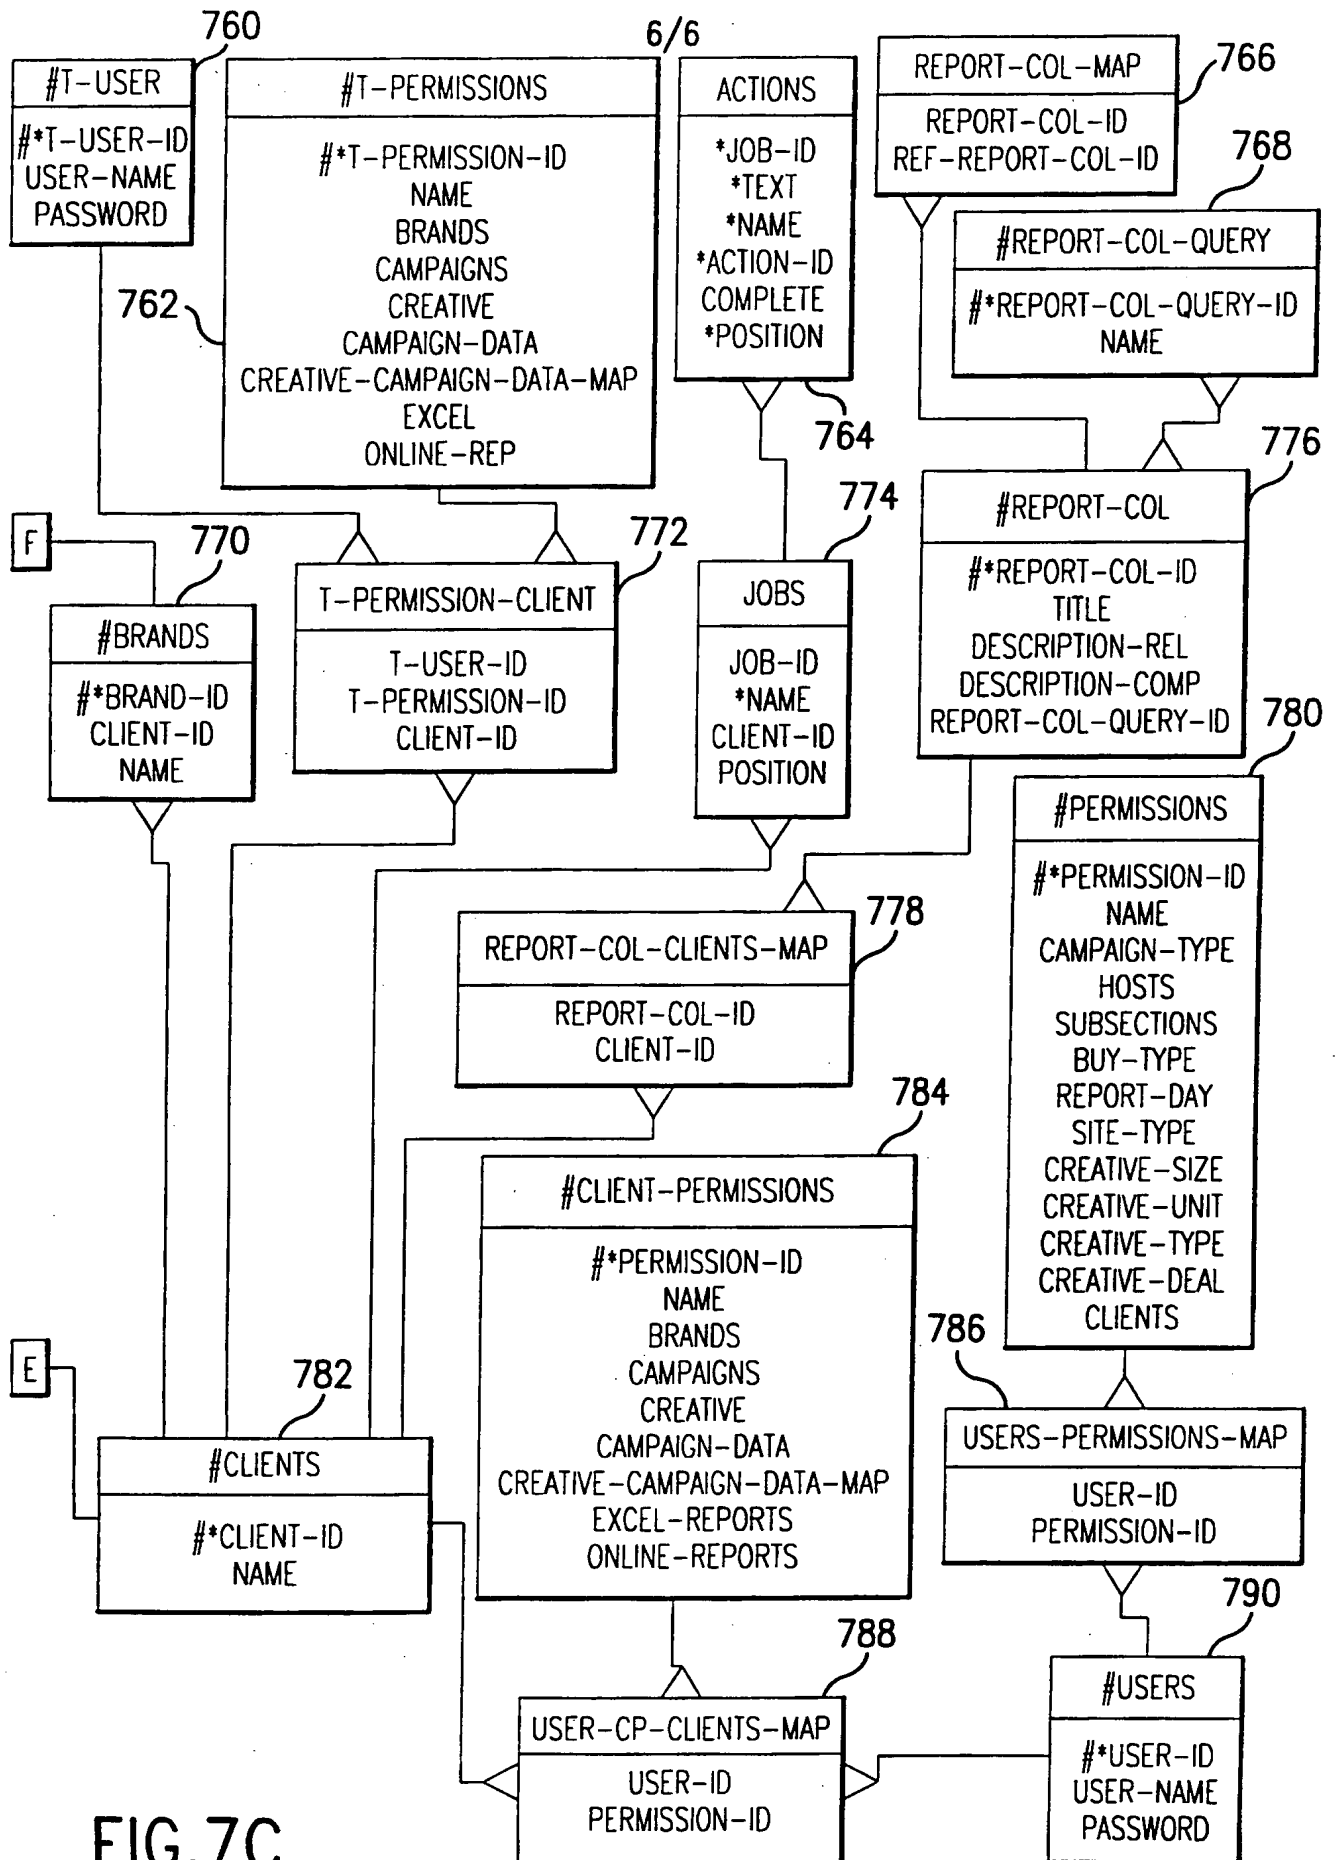 6/6
760
#T-USER
#*T-USER-ID
USER-NAME
PASSWORD
#T-PERMISSIONS
#*T-PERMISSION-ID
NAME
BRANDS
CAMPAIGNS
CREATIVE
CAMPAIGN-DATA
CREATIVE-CAMPAIGN-DATA-MAP
EXCEL
ONLINE-REP
762
ACTIONS
*JOB-ID
*TEXT
*NAME
*ACTION-ID
COMPLETE
*POSITION
764
REPORT-COL-MAP
REPORT-COL-ID
REF-REPORT-COL-ID
766
768
#REPORT-COL-QUERY
#*REPORT-COL-QUERY-ID
NAME
F
770
#BRANDS
#*BRAND-ID
CLIENT-ID
NAME
772
T-PERMISSION-CLIENT
T-USER-ID
T-PERMISSION-ID
CLIENT-ID
774
JOBS
JOB-ID
*NAME
CLIENT-ID
POSITION
776
#REPORT-COL
#*REPORT-COL-ID
TITLE
DESCRIPTION-REL
DESCRIPTION-COMP
REPORT-COL-QUERY-ID
778
REPORT-COL-CLIENTS-MAP
REPORT-COL-ID
CLIENT-ID
780
#PERMISSIONS
#*PERMISSION-ID
NAME
CAMPAIGN-TYPE
HOSTS
SUBSECTIONS
BUY-TYPE
REPORT-DAY
SITE-TYPE
CREATIVE-SIZE
CREATIVE-UNIT
CREATIVE-TYPE
CREATIVE-DEAL
CLIENTS
E
782
#CLIENTS
#*CLIENT-ID
NAME
784
#CLIENT-PERMISSIONS
#*PERMISSION-ID
NAME
BRANDS
CAMPAIGNS
CREATIVE
CAMPAIGN-DATA
CREATIVE-CAMPAIGN-DATA-MAP
EXCEL-REPORTS
ONLINE-REPORTS
786
USERS-PERMISSIONS-MAP
USER-ID
PERMISSION-ID
788
USER-CP-CLIENTS-MAP
USER-ID
PERMISSION-ID
790
#USERS
#*USER-ID
USER-NAME
PASSWORD
FIG.7C